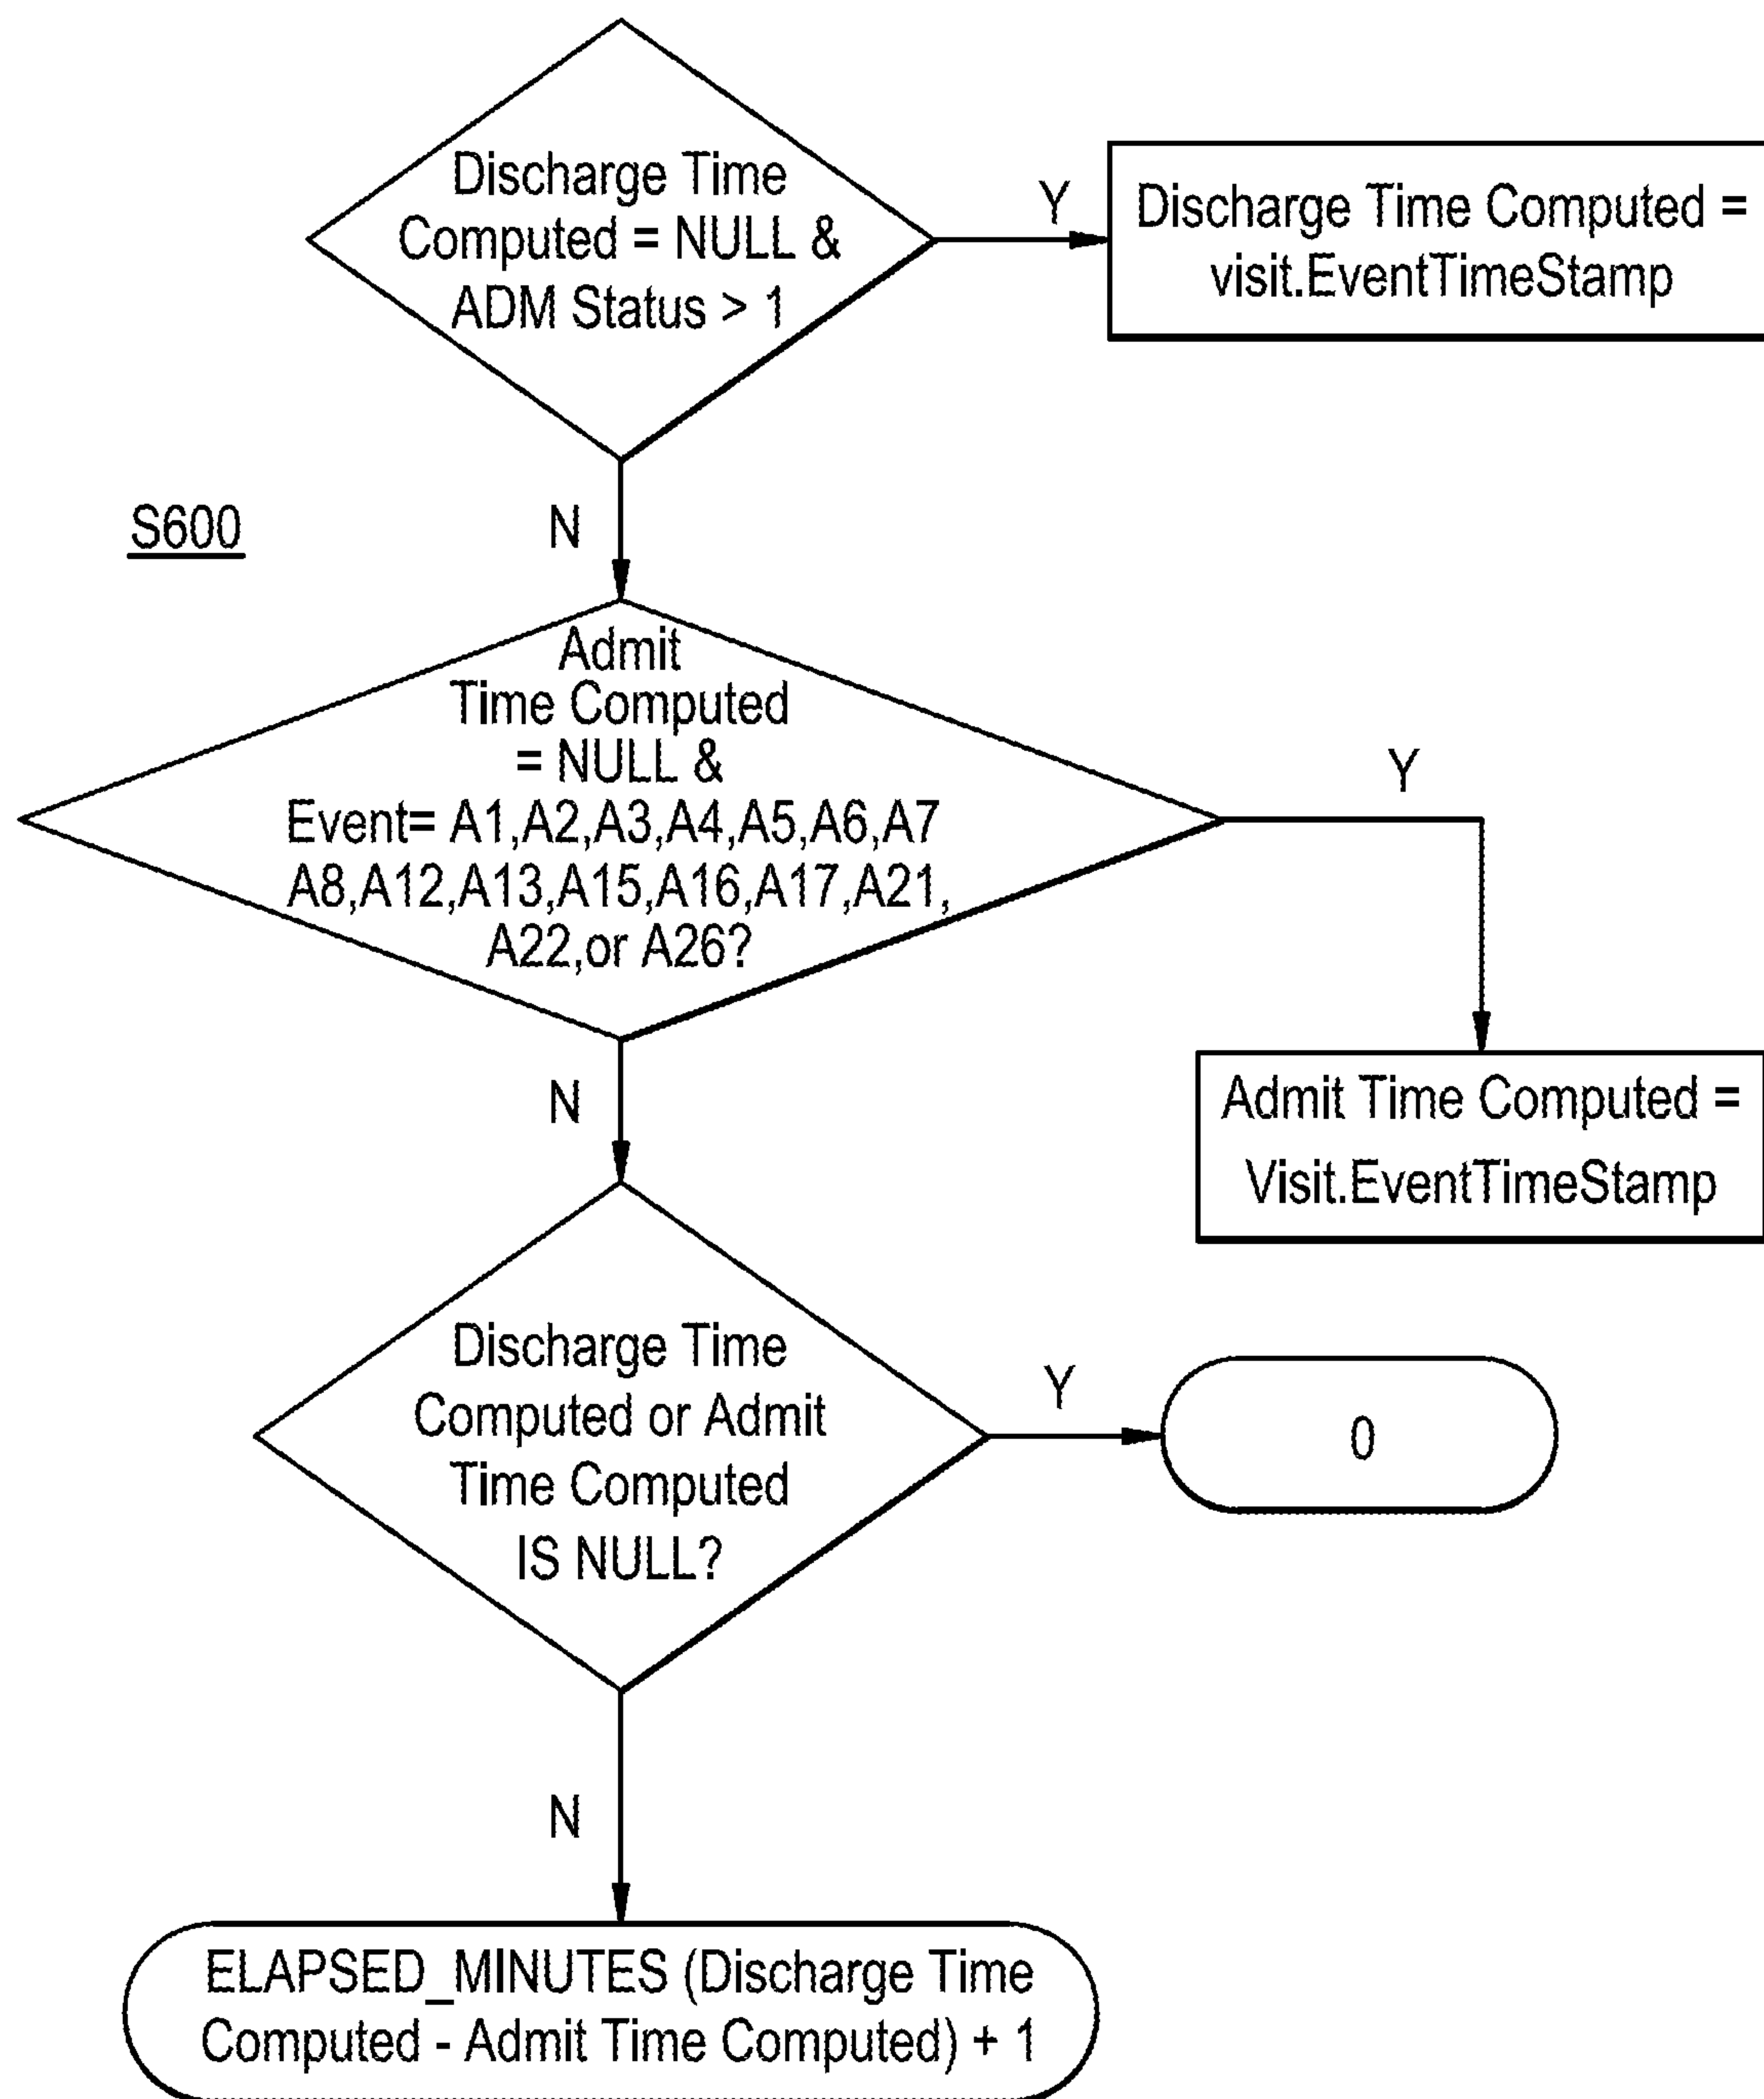 Discharge Time
Computed = NULL &
ADM Status > 1
Y
Discharge Time Computed =
visit.EventTimeStamp
S600
N
Admit
Time Computed
= NULL &
Event= A1,A2,A3,A4,A5,A6,A7
A8,A12,A13,A15,A16,A17,A21,
A22,or A26?
Y
Admit Time Computed =
Visit.EventTimeStamp
N
Discharge Time
Computed or Admit
Time Computed
IS NULL?
Y
0
N
ELAPSED_MINUTES (Discharge Time
Computed - Admit Time Computed) + 1